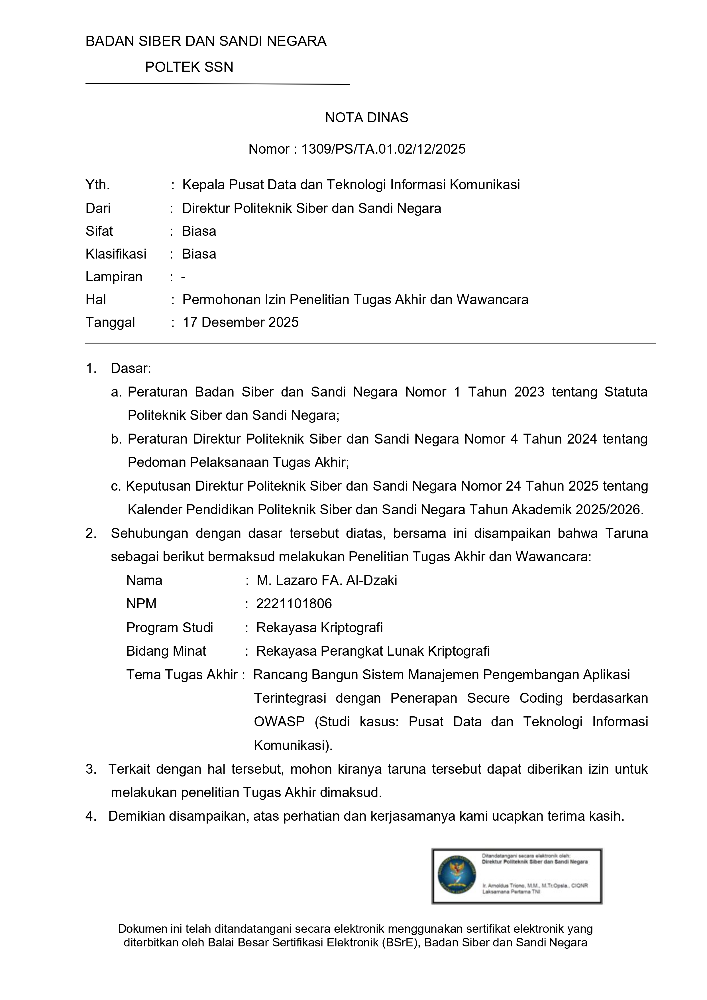 BADAN SIBER DAN SANDI NEGARA
POLTEK SSN
NOTA DINAS
Nomor : 1309/PS/TA.01.02/12/2025
Yth. : Kepala Pusat Data dan Teknologi Informasi Komunikasi
Dari : Direktur Politeknik Siber dan Sandi Negara
Sifat : Biasa
Klasifikasi : Biasa
Lampiran : -
Hal : Permohonan Izin Penelitian Tugas Akhir dan Wawancara
Tanggal : 17 Desember 2025
1. Dasar:
a. Peraturan Badan Siber dan Sandi Negara Nomor 1 Tahun 2023 tentang Statuta
Politeknik Siber dan Sandi Negara;
b. Peraturan Direktur Politeknik Siber dan Sandi Negara Nomor 4 Tahun 2024 tentang
Pedoman Pelaksanaan Tugas Akhir;
c. Keputusan Direktur Politeknik Siber dan Sandi Negara Nomor 24 Tahun 2025 tentang
Kalender Pendidikan Politeknik Siber dan Sandi Negara Tahun Akademik 2025/2026.
2. Sehubungan dengan dasar tersebut diatas, bersama ini disampaikan bahwa Taruna
sebagai berikut bermaksud melakukan Penelitian Tugas Akhir dan Wawancara:
Nama : M. Lazaro FA. Al-Dzaki
NPM : 2221101806
Program Studi : Rekayasa Kriptografi
Bidang Minat : Rekayasa Perangkat Lunak Kriptografi
Tema Tugas Akhir : Rancang Bangun Sistem Manajemen Pengembangan Aplikasi
Terintegrasi dengan Penerapan Secure Coding berdasarkan
OWASP (Studi kasus: Pusat Data dan Teknologi Informasi
Komunikasi).
3. Terkait dengan hal tersebut, mohon kiranya taruna tersebut dapat diberikan izin untuk
melakukan penelitian Tugas Akhir dimaksud.
4. Demikian disampaikan, atas perhatian dan kerjasamanya kami ucapkan terima kasih.
Ditandatangani secara elektronik oleh:
Direktur Politeknik Siber dan Sandi Negara
Ir. Arnoldus Triono, M.M., M.Tr.Opsla., CIQNR
Laksamana Pertama TNI
Dokumen ini telah ditandatangani secara elektronik menggunakan sertifikat elektronik yang
diterbitkan oleh Balai Besar Sertifikasi Elektronik (BSrE), Badan Siber dan Sandi Negara